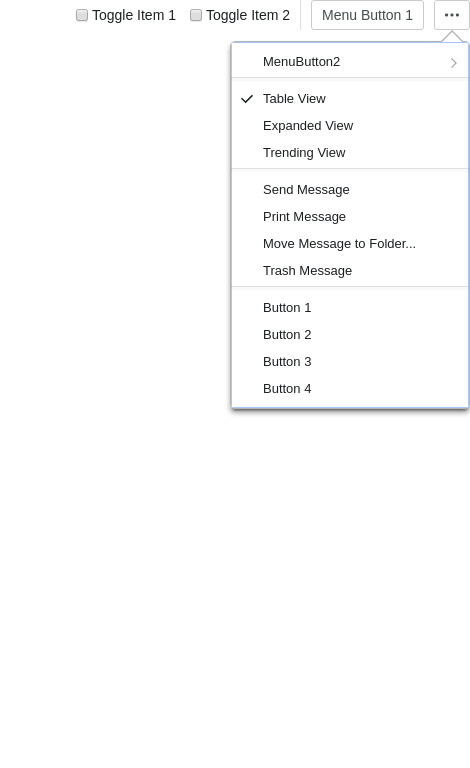 Toggle Item 1 Toggle Item 2 Menu Button 1
MenuButton2
Table View
Expanded View
Trending View
Send Message
Print Message
Move Message to Folder...
Trash Message
Button 1
Button 2
Button 3
Button 4